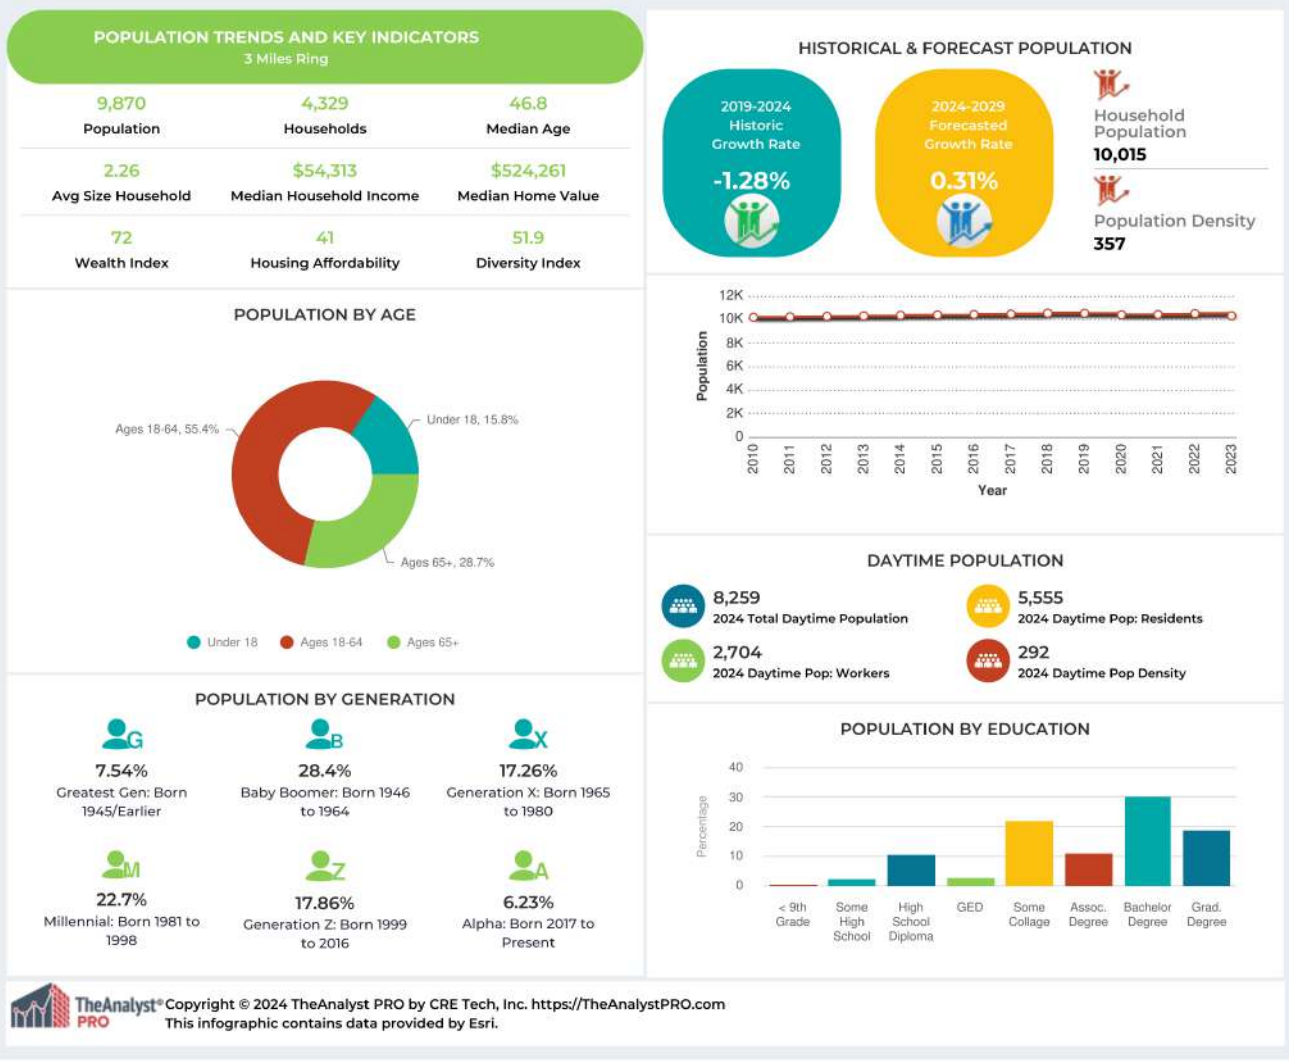 POPULATION TRENDS AND KEY INDICATORS
3 Miles Ring
9,870
Population
4,329
Households
46.8
Median Age
2.26
Avg Size Household
$54,313
Median Household Income
$524,261
Median Home Value
72
Wealth Index
41
Housing Affordability
51.9
Diversity Index
POPULATION BY AGE
Ages 18-64, 55.4%
Under 18, 15.8%
Ages 65+, 28.7%
Under 18
Ages 18-64
Ages 65+
POPULATION BY GENERATION
G
7.54%
Greatest Gen: Born
1945/Earlier
B
28.4%
Baby Boomer: Born 1946
to 1964
X
17.26%
Generation X: Born 1965
to 1980
M
22.7%
Millennial: Born 1981 to
1998
Z
17.86%
Generation Z: Born 1999
to 2016
A
6.23%
Alpha: Born 2017 to
Present
HISTORICAL & FORECAST POPULATION
2019-2024
Historic
Growth Rate
-1.28%
2024-2029
Forecasted
Growth Rate
0.31%
Household
Population
10,015
Population Density
357
12K
10K
8K
6K
4K
2K
0
Population
2010
2011
2012
2013
2014
2015
2016
2017
2018
2019
2020
2021
2022
2023
Year
DAYTIME POPULATION
8,259
2024 Total Daytime Population
5,555
2024 Daytime Pop: Residents
2,704
2024 Daytime Pop: Workers
292
2024 Daytime Pop Density
POPULATION BY EDUCATION
40
30
20
10
0
Percentage
< 9th
Grade
Some
High
School
High
School
Diploma
GED
Some
Collage
Assoc.
Degree
Bachelor
Degree
Grad.
Degree
TheAnalyst®
PRO
Copyright © 2024 TheAnalyst PRO by CRE Tech, Inc. https://TheAnalystPRO.com
This infographic contains data provided by Esri.